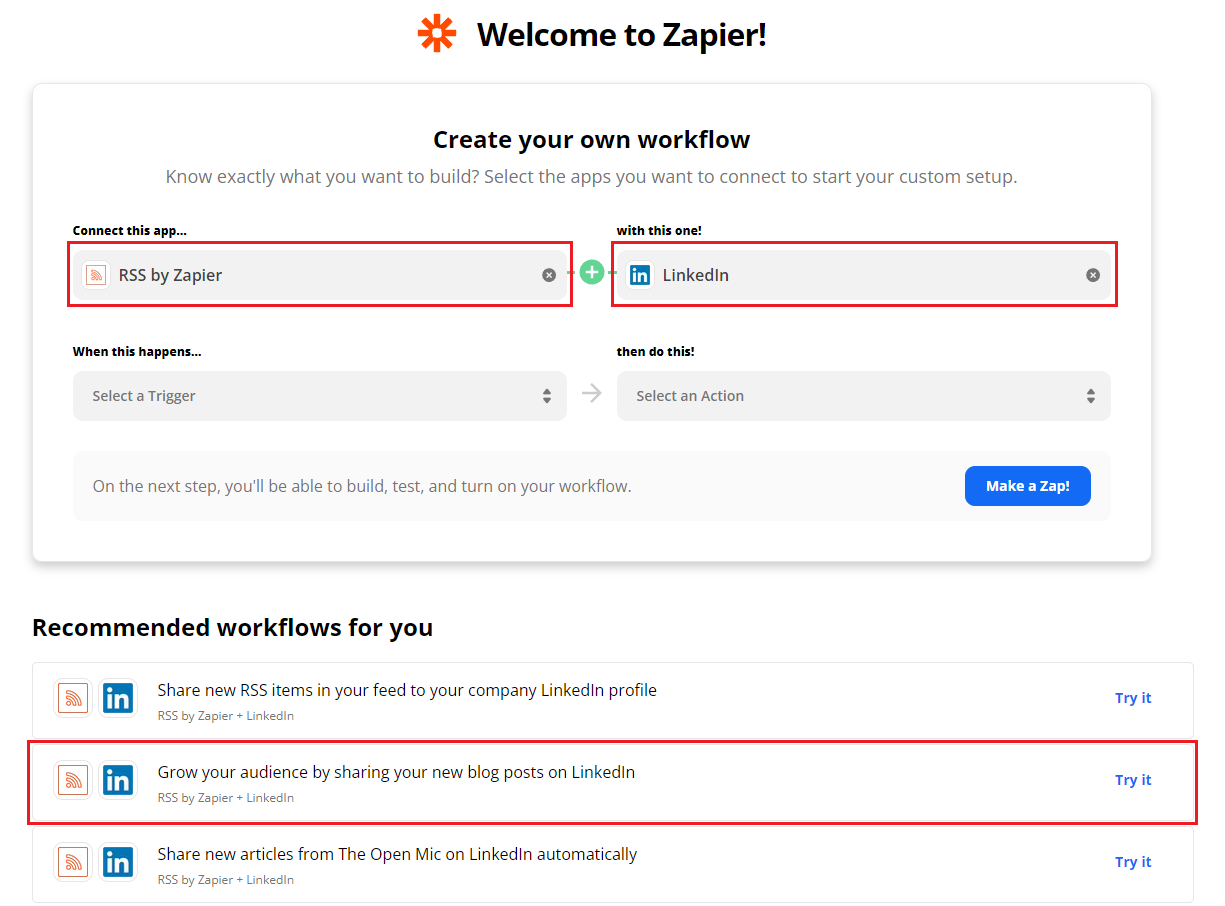 Welcome to Zapier!
Create your own workflow
Know exactly what you want to build? Select the apps you want to connect to start your custom setup.
Connect this app...
with this one!
RSS by Zapier
LinkedIn
When this happens...
then do this!
Select a Trigger
Select an Action
On the next step, you'll be able to build, test, and turn on your workflow.
Make a Zap!
Recommended workflows for you
Share new RSS items in your feed to your company LinkedIn profile
RSS by Zapier + LinkedIn
Try it
Grow your audience by sharing your new blog posts on LinkedIn
RSS by Zapier + LinkedIn
Try it
Share new articles from The Open Mic on LinkedIn automatically
RSS by Zapier + LinkedIn
Try it